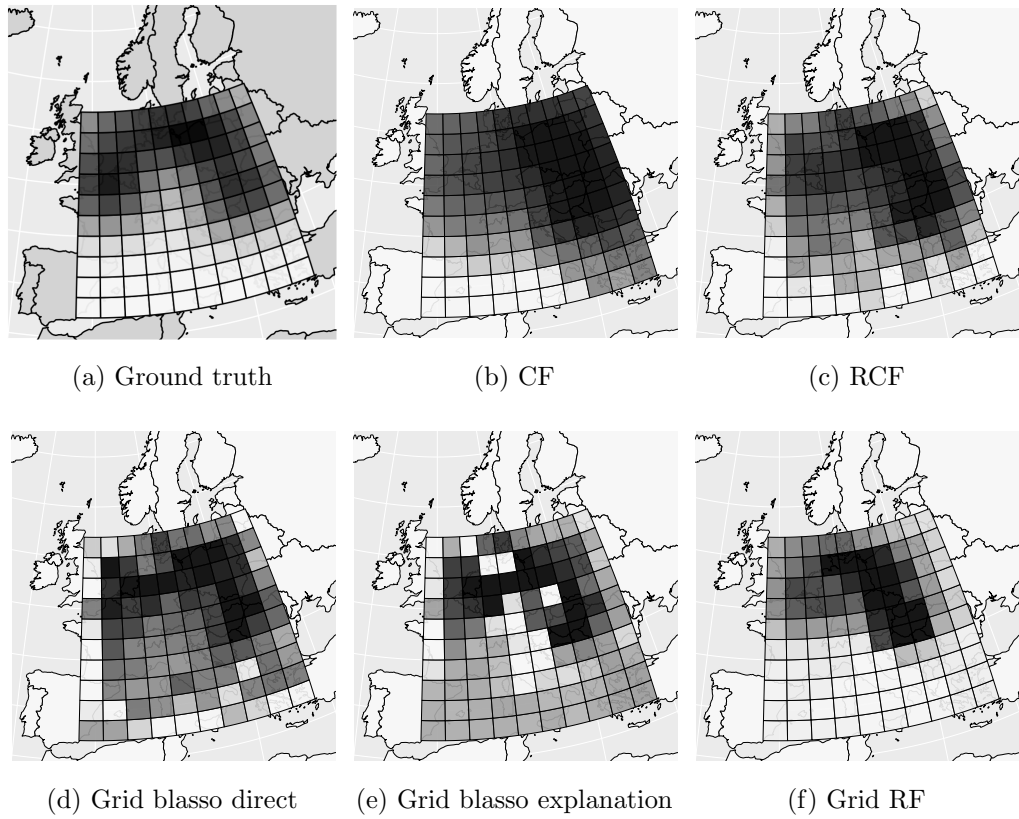 (a) Ground truth
(b) CF
(c) RCF
(d) Grid blasso direct
(e) Grid blasso explanation
(f) Grid RF